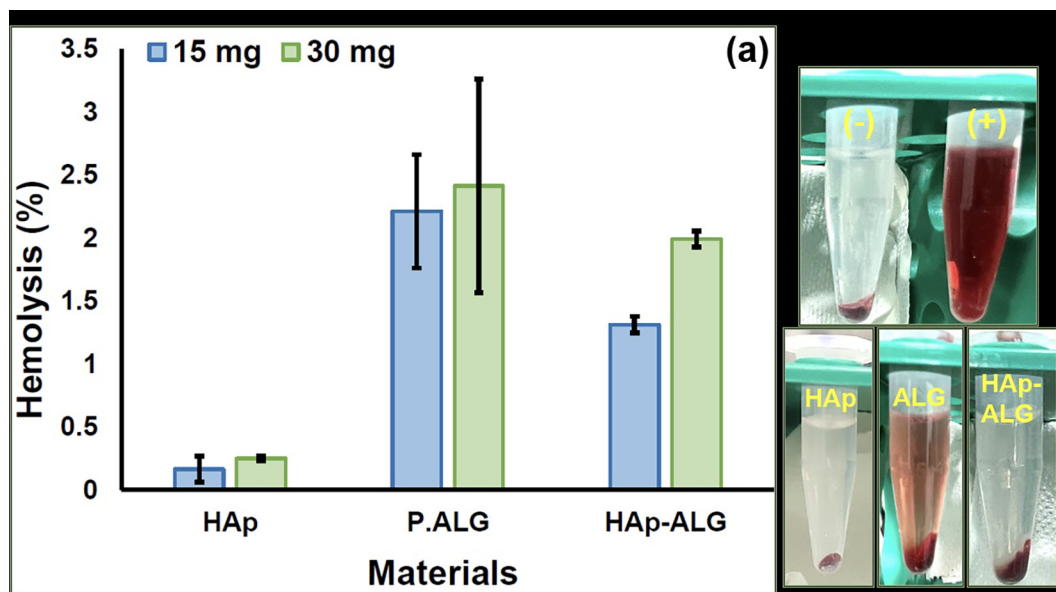 3.5
3
2.5
2
1.5
1
0.5
0
Hemolysis (%)
15 mg 30 mg
(a)
HAp P.ALG HAp-ALG
Materials
(-) (+)
HAp
ALG
HAp-
ALG